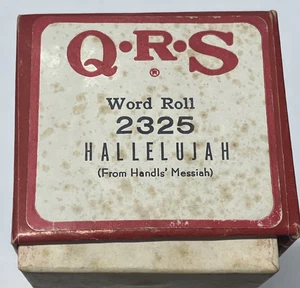 Q·R·S
®
Word Roll
2325
HALLELUJAH
(From Handls' Messiah)